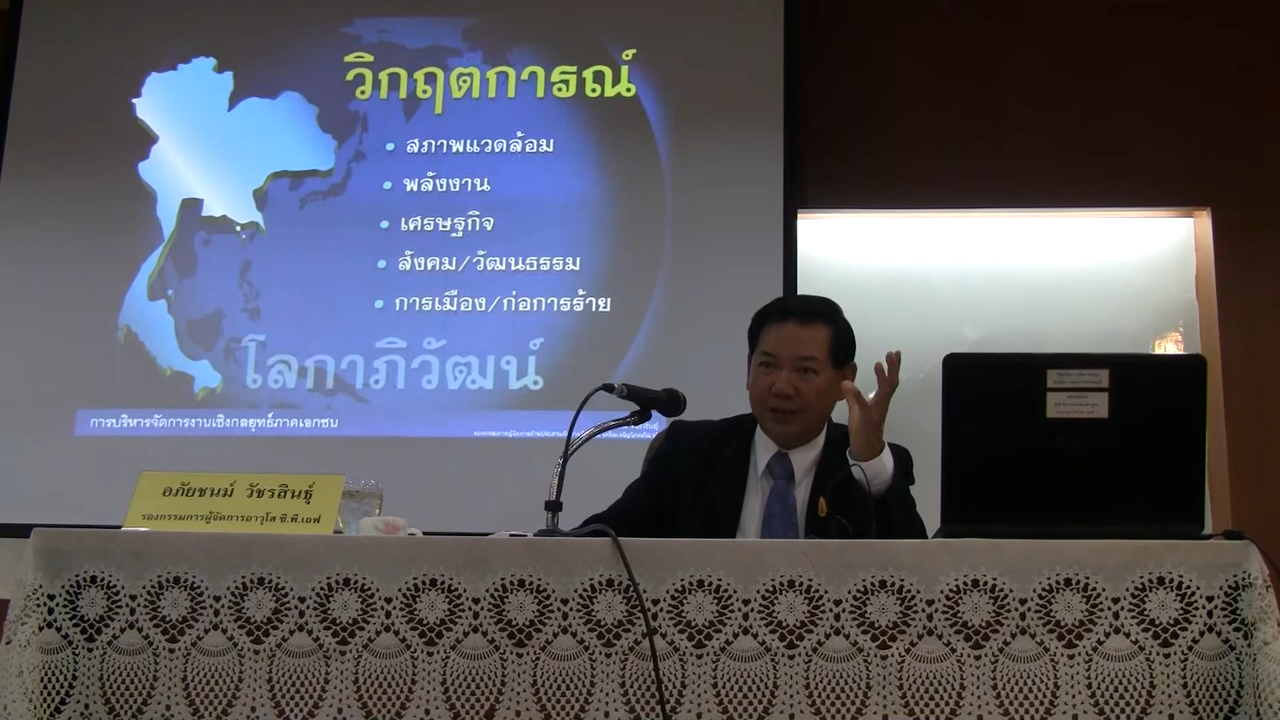 วิกฤตการณ์
• สภาพแวดล้อม
• พลังงาน
• เศรษฐกิจ
• สังคม/วัฒนธรรม
• การเมือง/ก่อการร้าย
โลกาภิวัฒน์
การบริหารจัดการงานเชิงกลยุทธ์ภาคเอกชน
อภัยชนม์ วัชรสินธุ์
รองกรรมการผู้จัดการอาวุโส ซี.พี.เอฟ